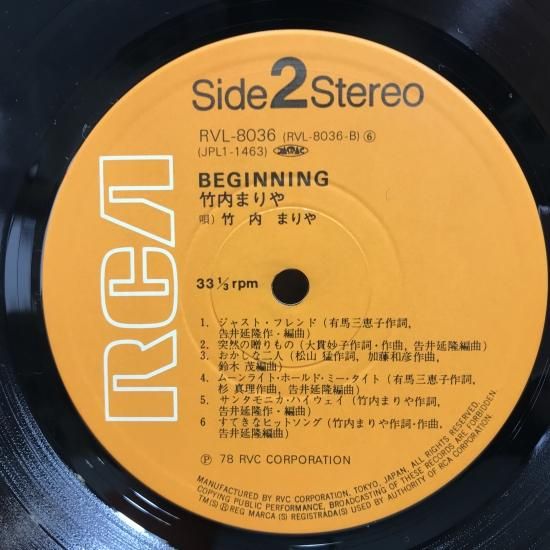 Side 2 Stereo
RVL-8036 (RVL-8036-B) ⑥
(JPL1-1463) JASRAC
BEGINNING
竹内まりや
唄) 竹 内 まりや
RCA
33 ⅓ rpm
1. ジャスト・フレンド (有馬三恵子作詞,
告井延隆作・編曲)
2. 突然の贈りもの (大貫妙子作詞・作曲, 告井延隆編曲)
3. おかしな二人 (松山 猛作詞, 加藤和彦作曲,
鈴木 茂編曲)
4. ムーンライト・ホールド・ミー・タイト (有馬三恵子作詞,
杉 真理作曲, 告井延隆編曲)
5. サンタモニカ・ハイウェイ (竹内まりや作詞,
告井延隆作・編曲)
6 すてきなヒットソング (竹内まりや作詞・作曲,
告井延隆編曲)
Ⓟ 78 RVC CORPORATION
MANUFACTURED BY RVC CORPORATION, TOKYO, JAPAN, ALL RIGHTS RESERVED,
COPYING PUBLIC PERFORMANCE, BROADCASTING OF THESE RECORDS ARE FORBIDDEN.
TM(S) ® REG MARCA (S) REGISTRADA(S) USED BY AUTHORITY OF RCA CORPORATION.